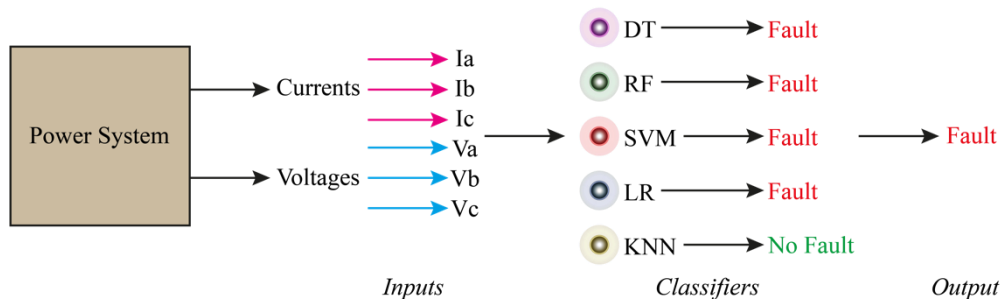 Power System
Currents
Voltages
Ia
Ib
Ic
Va
Vb
Vc
DT
Fault
RF
Fault
SVM
Fault
LR
Fault
KNN
No Fault
Fault
Inputs
Classifiers
Output